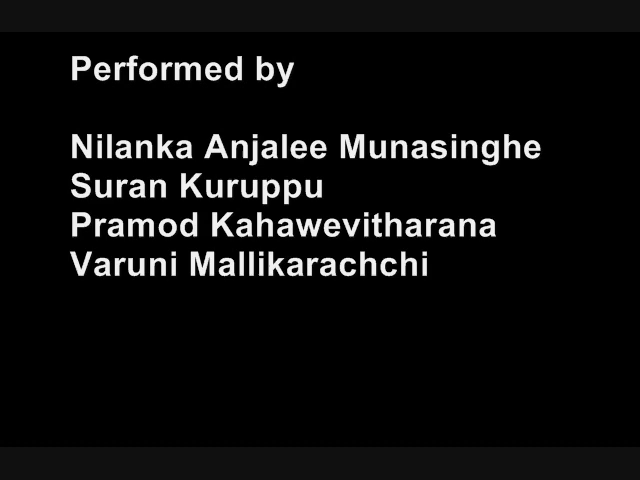 Performed by
Nilanka Anjalee Munasinghe
Suran Kuruppu
Pramod Kahawevitharana
Varuni Mallikarachchi